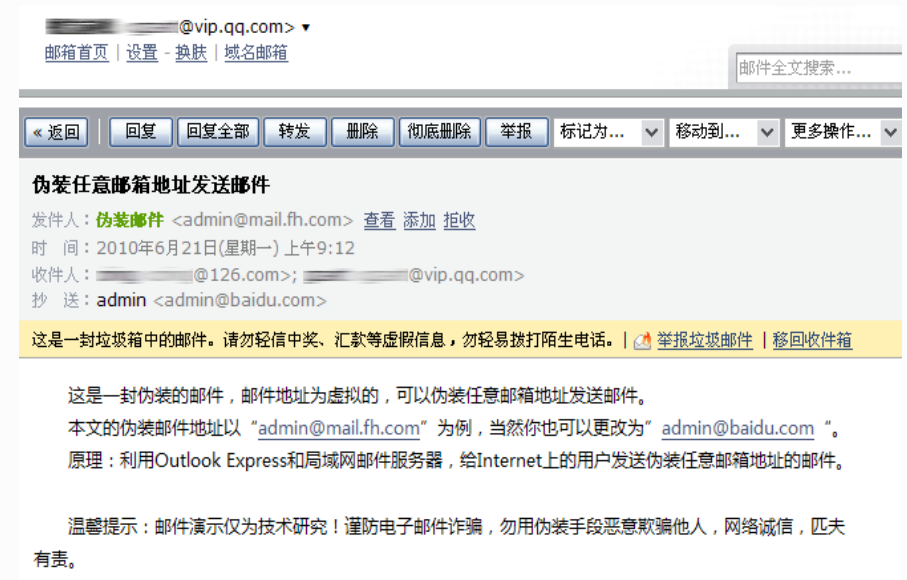 @vip.qq.com> ▼
邮箱首页 | 设置 - 换肤 | 域名邮箱
邮件全文搜索...
« 返回 | 回复 回复全部 转发 删除 彻底删除 举报 标记为... 移动到... 更多操作...
伪装任意邮箱地址发送邮件
发件人：伪装邮件 <admin@mail.fh.com> 查看 添加 拒收
时 间：2010年6月21日(星期一) 上午9:12
收件人： @126.com>; @vip.qq.com>
抄 送：admin <admin@baidu.com>
这是一封垃圾箱中的邮件。请勿轻信中奖、汇款等虚假信息，勿轻易拨打陌生电话。 | 举报垃圾邮件 | 移回收件箱
这是一封伪装的邮件，邮件地址为虚拟的，可以伪装任意邮箱地址发送邮件。
本文的伪装邮件地址以“admin@mail.fh.com”为例，当然你也可以更改为” admin@baidu.com “。
原理：利用Outlook Express和局域网邮件服务器，给Internet上的用户发送伪装任意邮箱地址的邮件。
温馨提示：邮件演示仅为技术研究！谨防电子邮件诈骗，勿用伪装手段恶意欺骗他人，网络诚信，匹夫
有责。